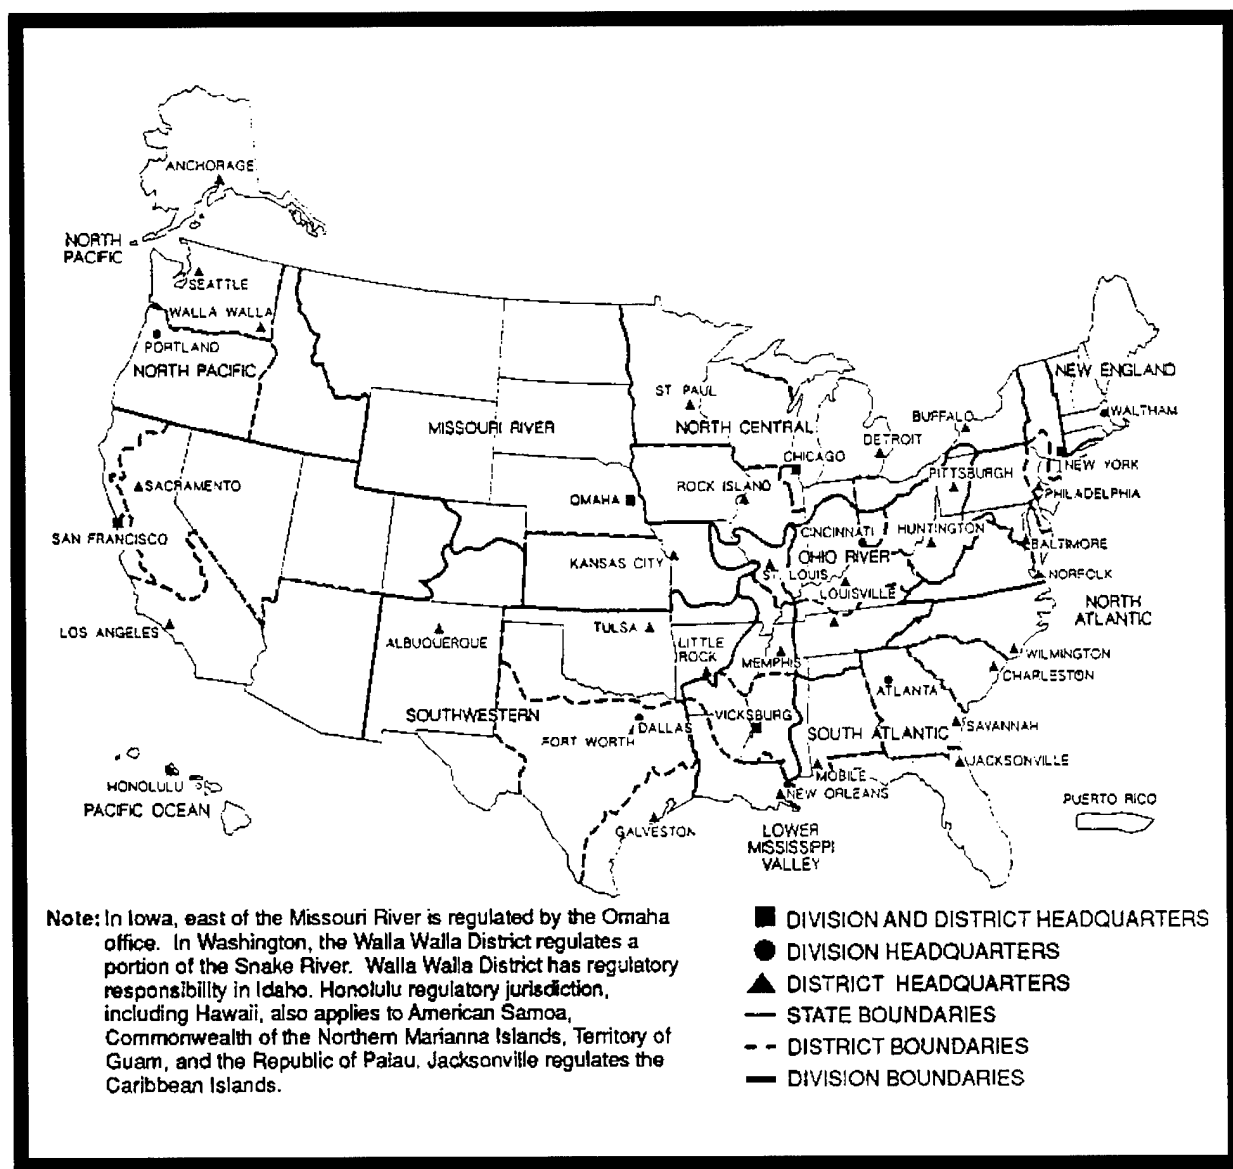 ANCHORAGE
NORTH
PACIFIC
SEATTLE
WALLA WALLA
PORTLAND
NORTH PACIFIC
NEW ENGLAND
ST PAUL
MISSOURI RIVER
NORTH CENTRAL
BUFFALO
WALTHAM
DETROIT
CHICAGO
NEW YORK
SACRAMENTO
OMAHA
ROCK ISLAND
PITTSBURGH
PHILADELPHIA
SAN FRANCISCO
CINCINNATI
HUNTINGTON
BALTIMORE
KANSAS CITY
ST. LOUIS
OHIO RIVER
LOUISVILLE
NORFOLK
NORTH
ATLANTIC
LOS ANGELES
ALBUQUERQUE
TULSA
LITTLE
ROCK
MEMPHIS
WILMINGTON
CHARLESTON
ATLANTA
SOUTHWESTERN
DALLAS
VICKSBURG
SAVANNAH
FORT WORTH
SOUTH ATLANTIC
JACKSONVILLE
MOBILE
HONOLULU
NEW ORLEANS
PACIFIC OCEAN
PUERTO RICO
GALVESTON
LOWER
MISSISSIPPI
VALLEY
Note: In Iowa, east of the Missouri River is regulated by the Omaha
office. In Washington, the Walla Walla District regulates a
portion of the Snake River. Walla Walla District has regulatory
responsibility in Idaho. Honolulu regulatory jurisdiction,
including Hawaii, also applies to American Samoa,
Commonwealth of the Northern Marianna Islands, Territory of
Guam, and the Republic of Palau. Jacksonville regulates the
Caribbean Islands.
DIVISION AND DISTRICT HEADQUARTERS
DIVISION HEADQUARTERS
DISTRICT HEADQUARTERS
STATE BOUNDARIES
DISTRICT BOUNDARIES
DIVISION BOUNDARIES